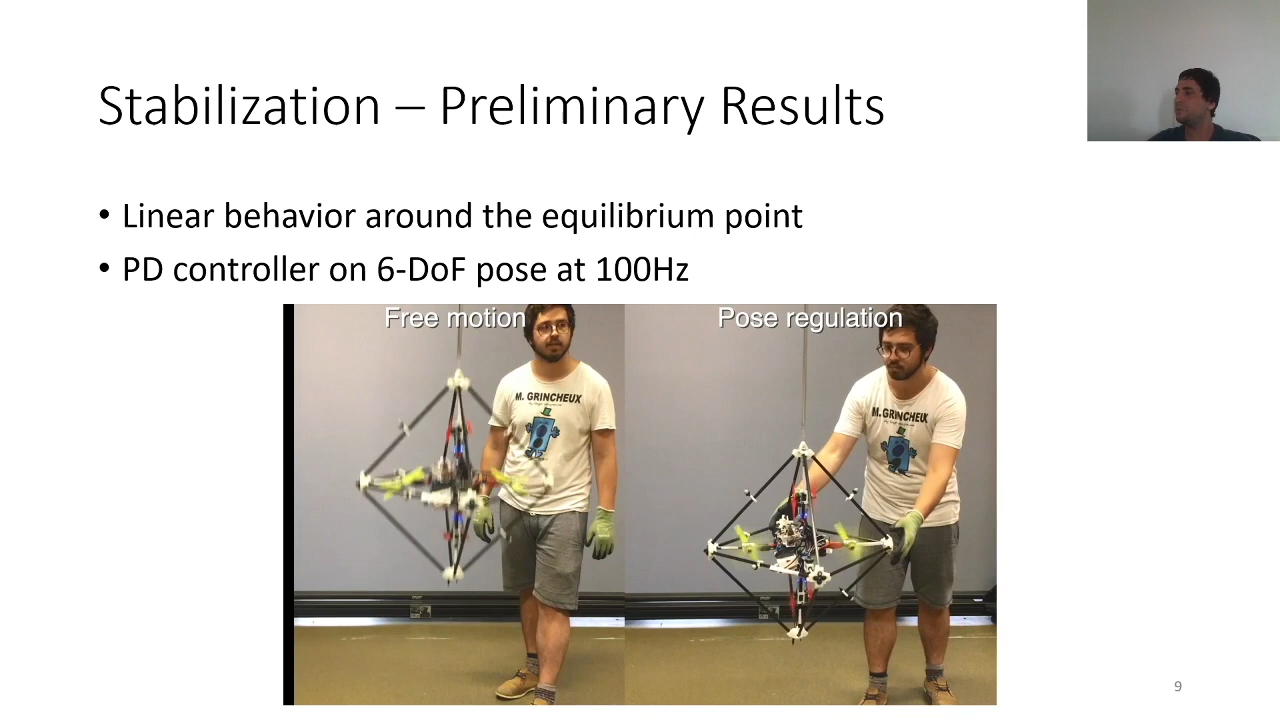 Stabilization – Preliminary Results
• Linear behavior around the equilibrium point
• PD controller on 6-DoF pose at 100Hz
Free motion
Pose regulation
M. GRINCHEUX
M. GRINCHEUX
9